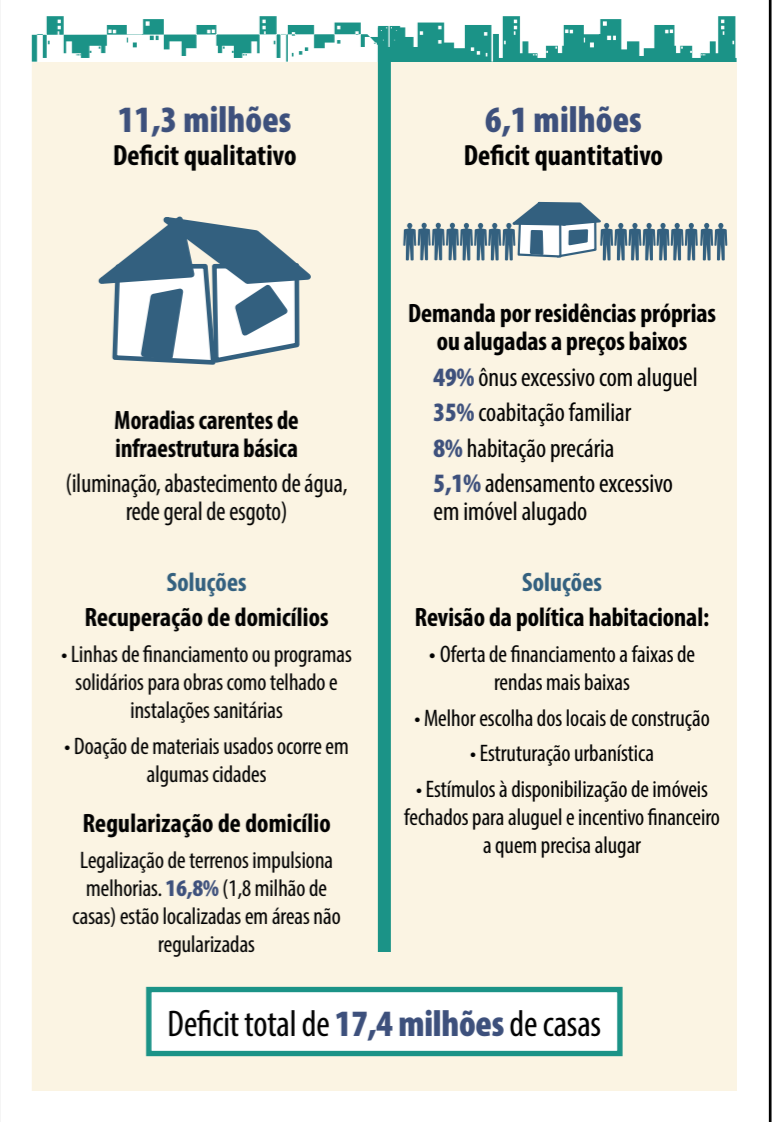 11,3 milhões
Deficit qualitativo
Moradias carentes de
infraestrutura básica
(iluminação, abastecimento de água,
rede geral de esgoto)
Soluções
Recuperação de domicílios
• Linhas de financiamento ou programas
solidários para obras como telhado e
instalações sanitárias
• Doação de materiais usados ocorre em
algumas cidades
Regularização de domicílio
Legalização de terrenos impulsiona
melhorias. 16,8% (1,8 milhão de
casas) estão localizadas em áreas não
regularizadas
6,1 milhões
Deficit quantitativo
Demanda por residências próprias
ou alugadas a preços baixos
49% ônus excessivo com aluguel
35% coabitação familiar
8% habitação precária
5,1% adensamento excessivo
em imóvel alugado
Soluções
Revisão da política habitacional:
• Oferta de financiamento a faixas de
rendas mais baixas
• Melhor escolha dos locais de construção
• Estruturação urbanística
• Estímulos à disponibilização de imóveis
fechados para aluguel e incentivo financeiro
a quem precisa alugar
Deficit total de 17,4 milhões de casas